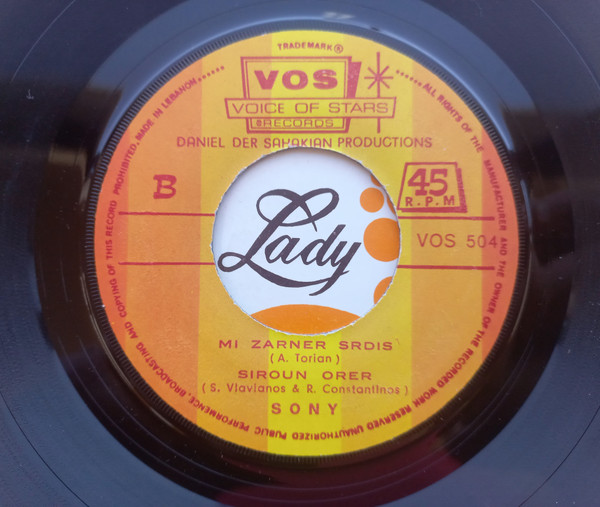 TRADEMARK ®
VOS
VOICE OF STARS
RECORDS
DANIEL DER SAHAKIAN PRODUCTIONS
B
45
R.P.M
VOS 504
Lady
MI ZARNER SRDIS
( A. Torian )
SIROUN ORER
( S. Vlavianos & R. Constantinos )
SONY
ALL RIGHTS OF THE MANUFACTURER AND THE OWNER OF THE RECORDED WORK RESERVED UNAUTHORIZED PUBLIC PERFORMENCE, BROADCASTING AND COPYING OF THIS RECORD PROHIBITED. MADE IN LEBANON